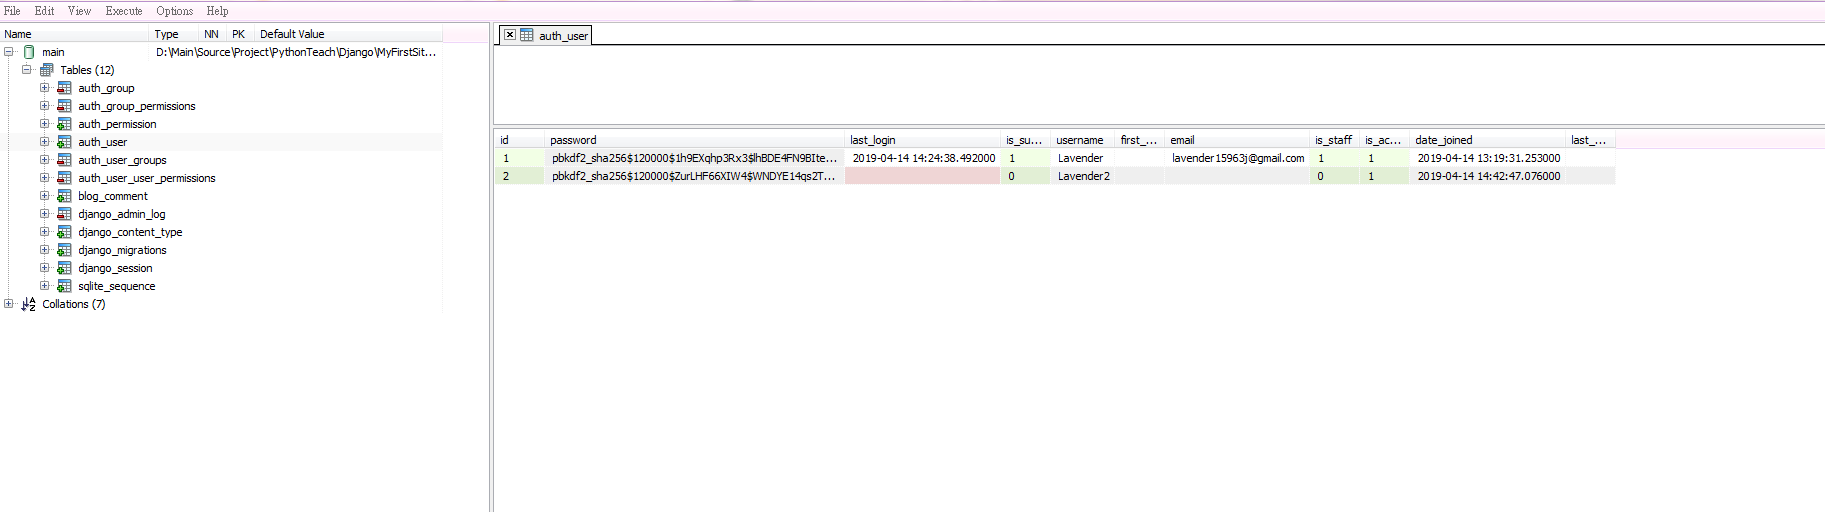 File Edit View Execute Options Help
Name Type NN PK Default Value
main D:\Main\Source\Project\PythonTeach\Django\MyFirstSit...
Tables (12)
auth_group
auth_group_permissions
auth_permission
auth_user
auth_user_groups
auth_user_user_permissions
blog_comment
django_admin_log
django_content_type
django_migrations
django_session
sqlite_sequence
Collations (7)
auth_user
id password last_login is_su... username first_... email is_staff is_ac... date_joined last_...
1 pbkdf2_sha256$120000$1h9EXqhp3Rx3$lhBDE4FN9BIte... 2019-04-14 14:24:38.492000 1 Lavender lavender15963j@gmail.com 1 1 2019-04-14 13:19:31.253000
2 pbkdf2_sha256$120000$ZurLHF66XIW4$WNDYE14qs2T... 0 Lavender2 0 1 2019-04-14 14:42:47.076000